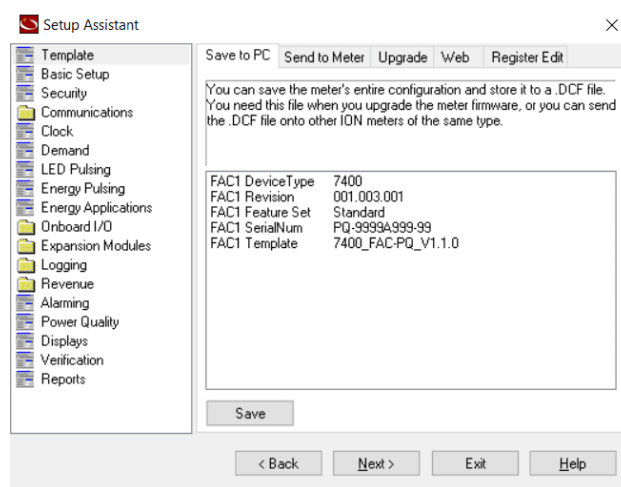 Setup Assistant
Template
Basic Setup
Security
Communications
Clock
Demand
LED Pulsing
Energy Pulsing
Energy Applications
Onboard I/O
Expansion Modules
Logging
Revenue
Alarming
Power Quality
Displays
Verification
Reports
Save to PC Send to Meter Upgrade Web Register Edit
You can save the meter's entire configuration and store it to a .DCF file.
You need this file when you upgrade the meter firmware, or you can send
the .DCF file onto other ION meters of the same type.
FAC1 DeviceType 7400
FAC1 Revision 001.003.001
FAC1 Feature Set Standard
FAC1 SerialNum PQ-9999A999-99
FAC1 Template 7400_FAC-PQ_V1.1.0
Save
< Back Next > Exit Help